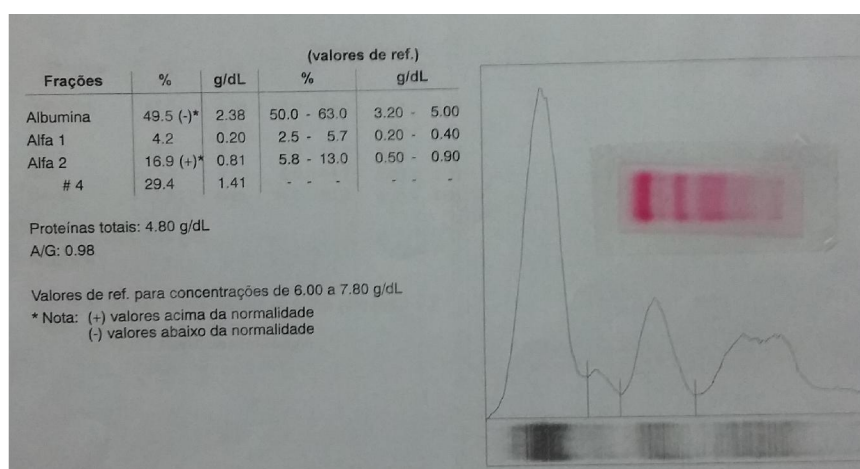 (valores de ref.)
Frações % g/dL % g/dL
Albumina 49.5 (-)* 2.38 50.0 - 63.0 3.20 - 5.00
Alfa 1 4.2 0.20 2.5 - 5.7 0.20 - 0.40
Alfa 2 16.9 (+)* 0.81 5.8 - 13.0 0.50 - 0.90
# 4 29.4 1.41 - - - - - -
Proteínas totais: 4.80 g/dL
A/G: 0.98
Valores de ref. para concentrações de 6.00 a 7.80 g/dL
* Nota: (+) valores acima da normalidade
(-) valores abaixo da normalidade